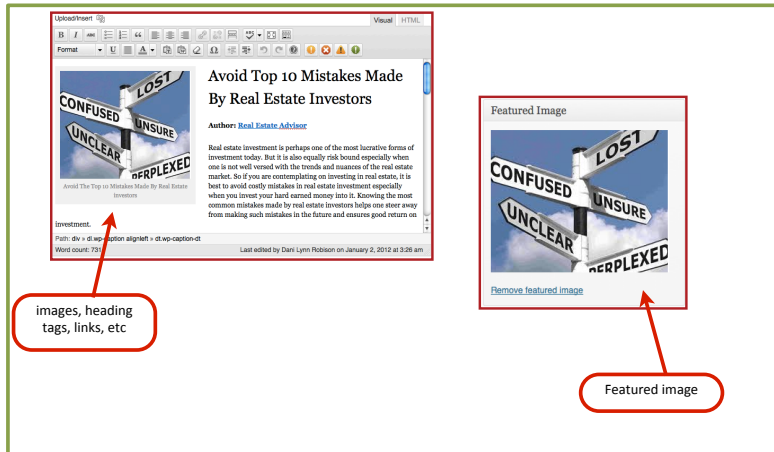 Upload/Insert
Visual HTML
B I ABC
Format U A Ω
LOST
CONFUSED
UNSURE
UNCLEAR
PERPLEXED
Avoid The Top 10 Mistakes Made By Real Estate
Investors
Avoid Top 10 Mistakes Made
By Real Estate Investors
Author: Real Estate Advisor
Real estate investment is perhaps one of the most lucrative forms of
investment today. But it is also equally risk bound especially when
one is not well versed with the trends and nuances of the real estate
market. So if you are contemplating on investing in real estate, it is
best to avoid costly mistakes in real estate investment especially
when you invest your hard earned money into it. Knowing the most
common mistakes made by real estate investors helps one steer away
from making such mistakes in the future and ensures good return on
investment.
Path: div » dl.wp-caption alignleft » dt.wp-caption-dt
Word count: 731
Last edited by Dani Lynn Robison on January 2, 2012 at 3:26 am
images, heading
tags, links, etc
Featured Image
LOST
CONFUSED
UNSURE
UNCLEAR
PERPLEXED
Remove featured image
Featured image